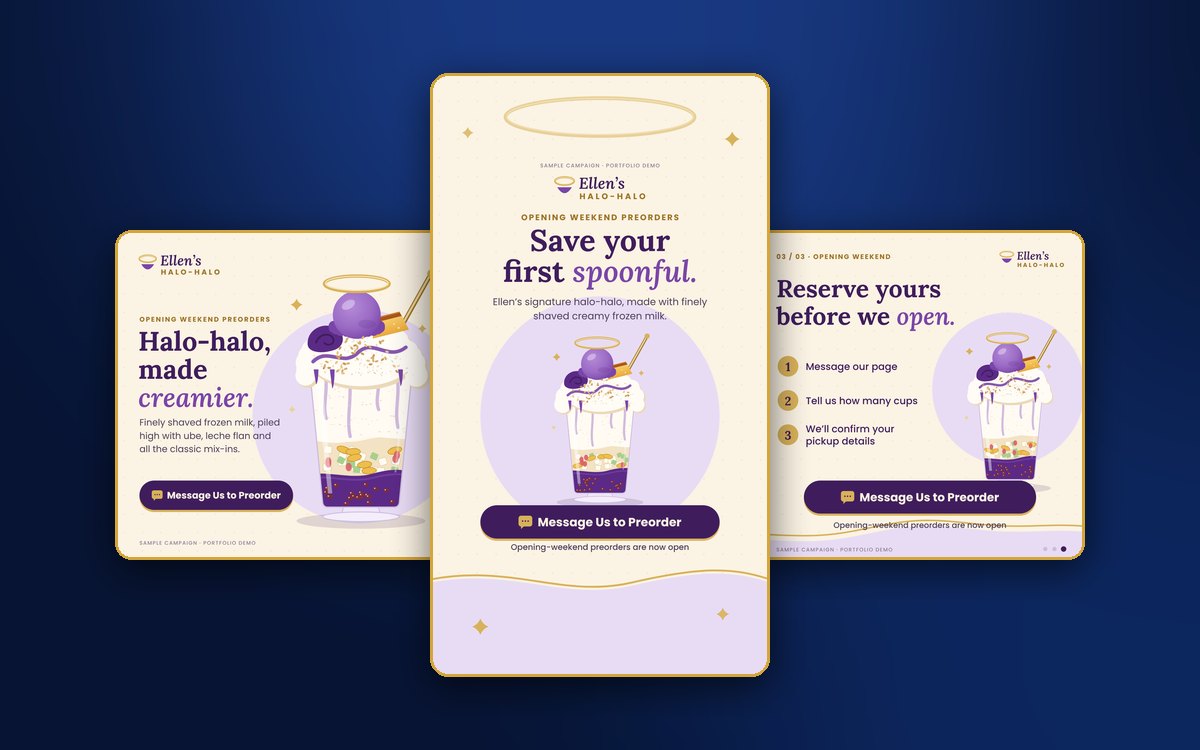 Ellen's
HALO-HALO
OPENING WEEKEND PREORDERS
Halo-halo,
made
creamier.
Finely shaved frozen milk, piled
high with ube, leche flan and
all the classic mix-ins.
Message Us to Preorder
SAMPLE CAMPAIGN · PORTFOLIO DEMO
SAMPLE CAMPAIGN · PORTFOLIO DEMO
Ellen's
HALO-HALO
OPENING WEEKEND PREORDERS
Save your
first spoonful.
Ellen's signature halo-halo, made with finely
shaved creamy frozen milk.
Message Us to Preorder
Opening-weekend preorders are now open
03 / 03 · OPENING WEEKEND
Ellen's
HALO-HALO
Reserve yours
before we open.
1 Message our page
2 Tell us how many cups
3 We'll confirm your
pickup details
Message Us to Preorder
Opening-weekend preorders are now open
SAMPLE CAMPAIGN · PORTFOLIO DEMO